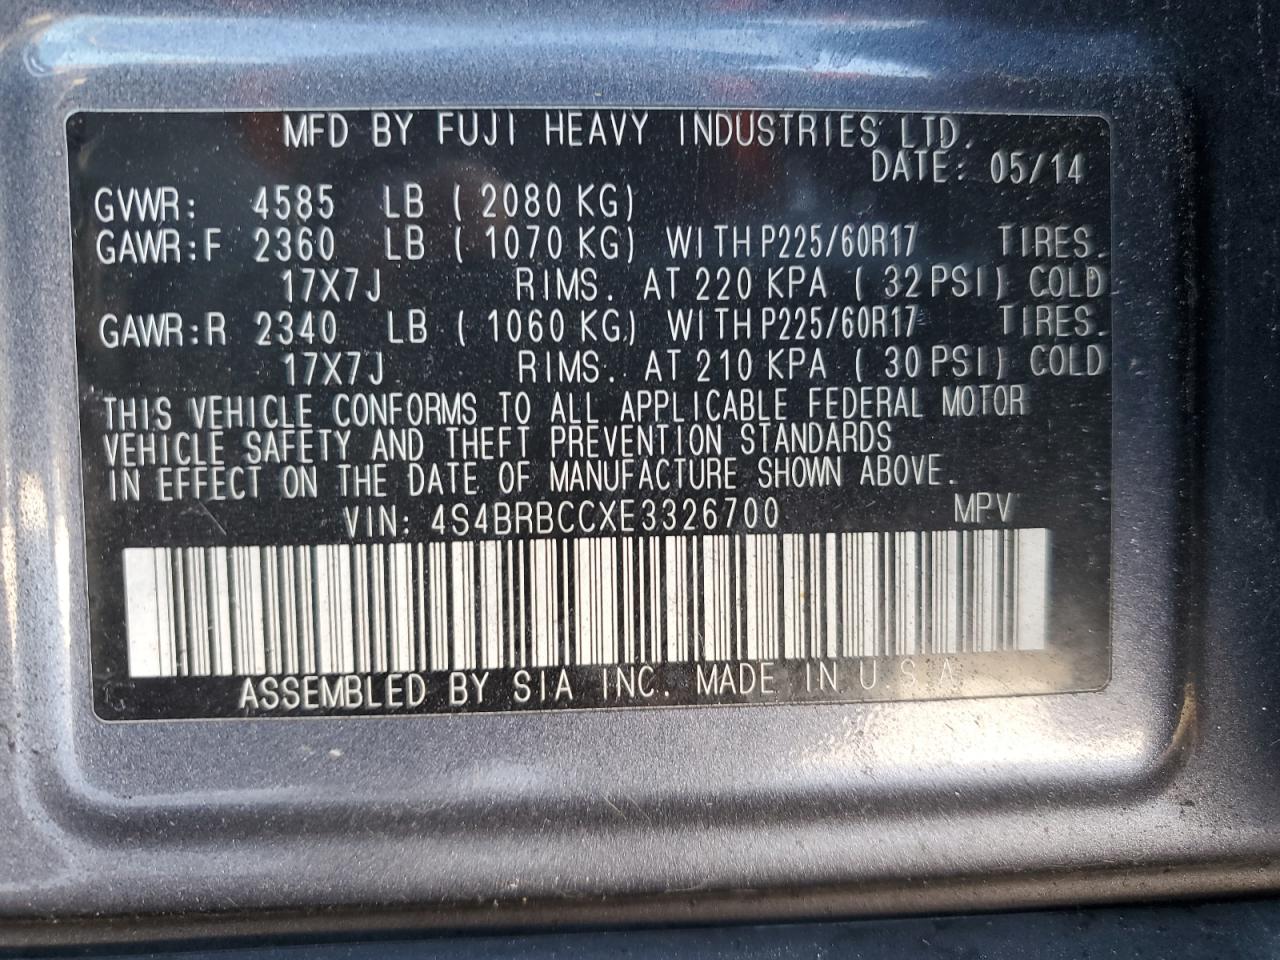 MFD BY FUJI HEAVY INDUSTRIES LTD.
DATE: 05/14
GVWR: 4585 LB ( 2080 KG)
GAWR:F 2360 LB ( 1070 KG) WITH P225/60R17 TIRES.
17X7J RIMS. AT 220 KPA ( 32 PSI) COLD
GAWR:R 2340 LB ( 1060 KG) WITH P225/60R17 TIRES.
17X7J RIMS. AT 210 KPA ( 30 PSI) COLD
THIS VEHICLE CONFORMS TO ALL APPLICABLE FEDERAL MOTOR
VEHICLE SAFETY AND THEFT PREVENTION STANDARDS
IN EFFECT ON THE DATE OF MANUFACTURE SHOWN ABOVE.
VIN: 4S4BRBCCXE3326700 MPV
ASSEMBLED BY SIA INC. MADE IN U.S.A.